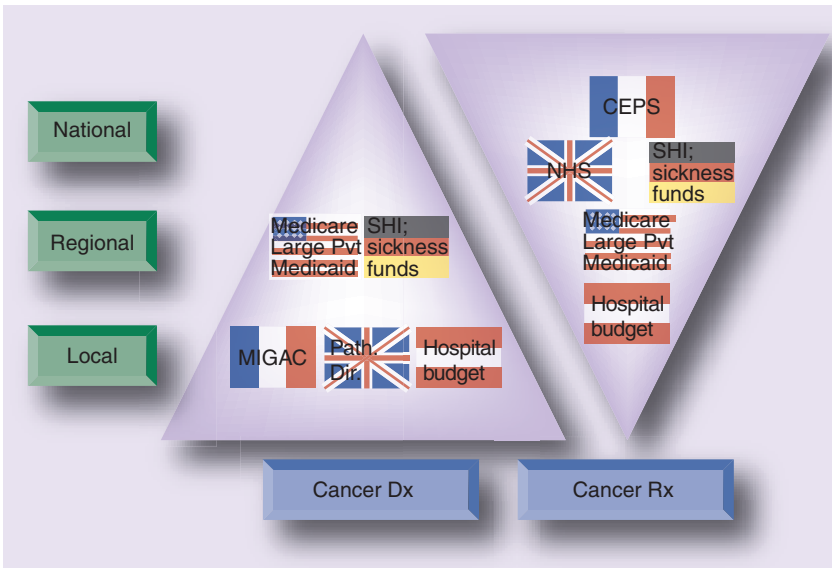 National
Regional
Local
Medicare
Large Pvt
Medicaid
SHI;
sickness
funds
MIGAC
Path.
Dir.
Hospital
budget
CEPS
NHS
SHI;
sickness
funds
Medicare
Large Pvt
Medicaid
Hospital
budget
Cancer Dx
Cancer Rx